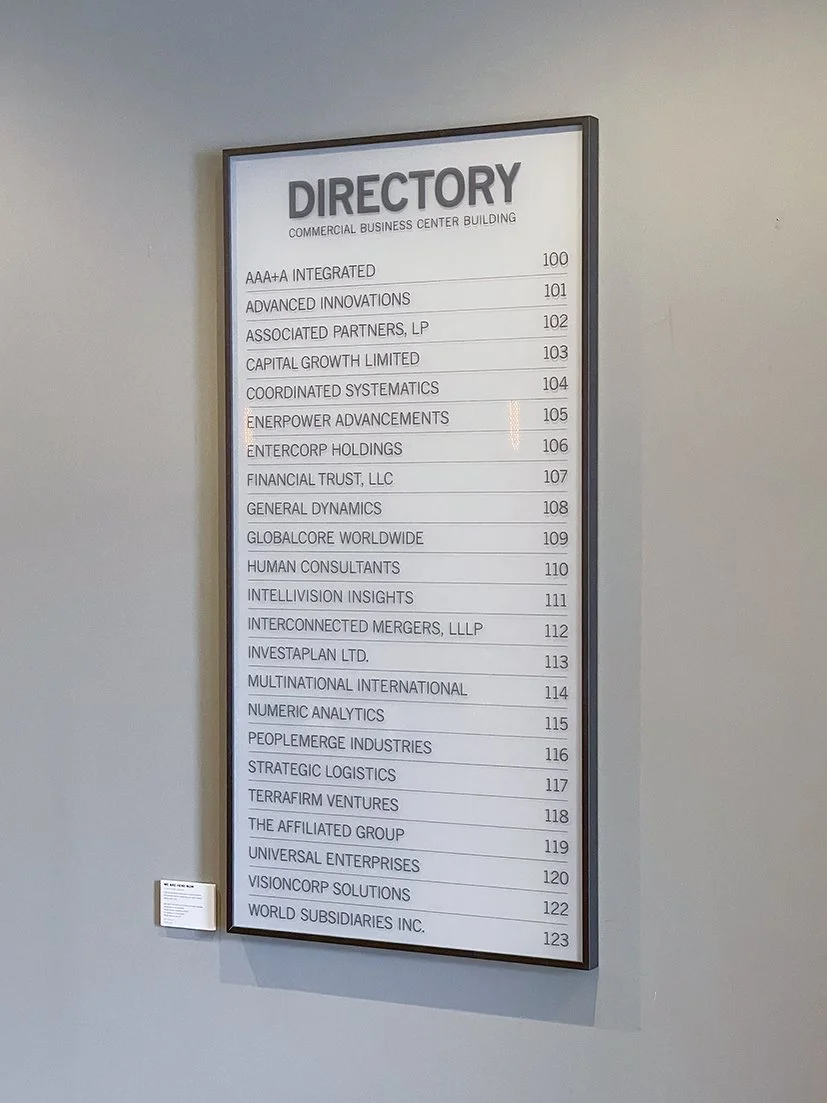 DIRECTORY
COMMERCIAL BUSINESS CENTER BUILDING
AAA+A INTEGRATED 100
ADVANCED INNOVATIONS 101
ASSOCIATED PARTNERS, LP 102
CAPITAL GROWTH LIMITED 103
COORDINATED SYSTEMATICS 104
ENERPOWER ADVANCEMENTS 105
ENTERCORP HOLDINGS 106
FINANCIAL TRUST, LLC 107
GENERAL DYNAMICS 108
GLOBALCORE WORLDWIDE 109
HUMAN CONSULTANTS 110
INTELLIVISION INSIGHTS 111
INTERCONNECTED MERGERS, LLLP 112
INVESTAPLAN LTD. 113
MULTINATIONAL INTERNATIONAL 114
NUMERIC ANALYTICS 115
PEOPLEMERGE INDUSTRIES 116
STRATEGIC LOGISTICS 117
TERRAFIRM VENTURES 118
THE AFFILIATED GROUP 119
UNIVERSAL ENTERPRISES 120
VISIONCORP SOLUTIONS 122
WORLD SUBSIDIARIES INC. 123
WE ARE HERE NOW